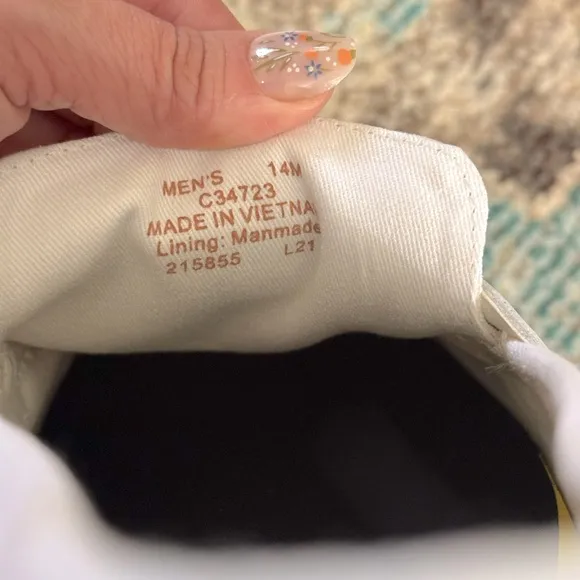 MEN'S 14M
C34723
MADE IN VIETNA
Lining: Manmade
215855 L21